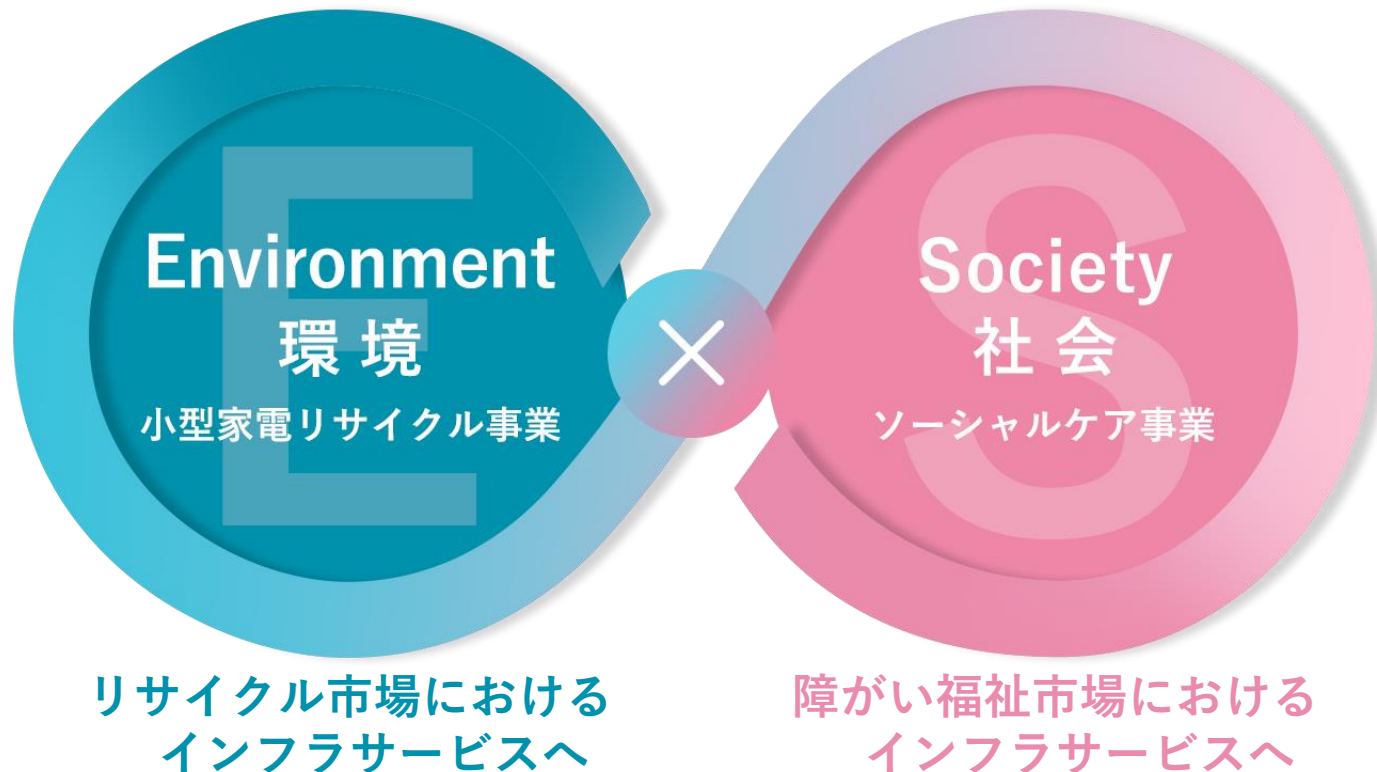 E
Environment
環境
小型家電リサイクル事業
×
S
Society
社会
ソーシャルケア事業
リサイクル市場における
インフラサービスへ
障がい福祉市場における
インフラサービスへ